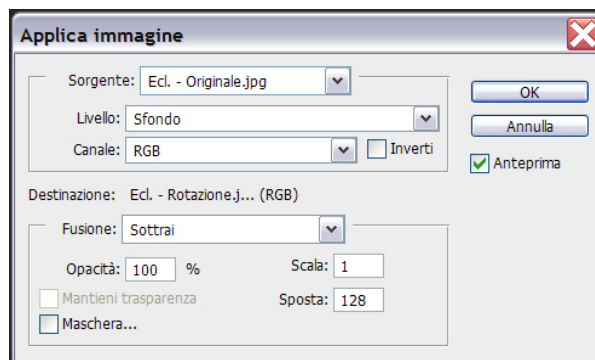 Applica immagine
Sorgente: Ecl. - Originale.jpg
OK
Livello: Sfondo
Annulla
Canale: RGB
Inverti
Anteprima
Destinazione: Ecl. - Rotazione.j... (RGB)
Fusione: Sottrai
Opacità: 100 %
Scala: 1
Mantieni trasparenza
Sposta: 128
Maschera...